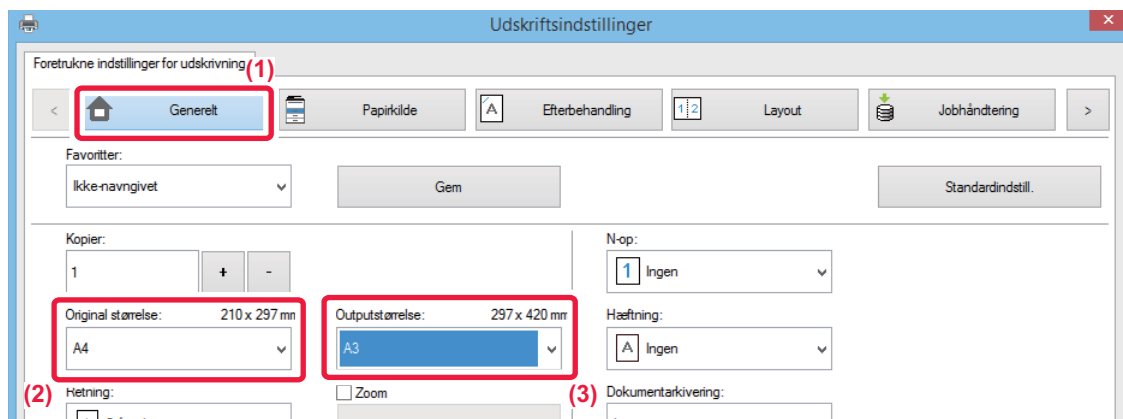 Udskriftsindstillinger
Foretrukne indstillinger for udskrivning
(1)
< Generelt Papirkilde Efterbehandling Layout Jobhåndtering >
Favoritter:
Ikke-navngivet Gem Standardindstill.
Kopier: N-op:
1 + - 1 Ingen
Original størrelse: 210 x 297 mm Outputstørrelse: 297 x 420 mm Hæftning:
A4 A3 Ingen
(2) Retning: Zoom (3) Dokumentarkivering: